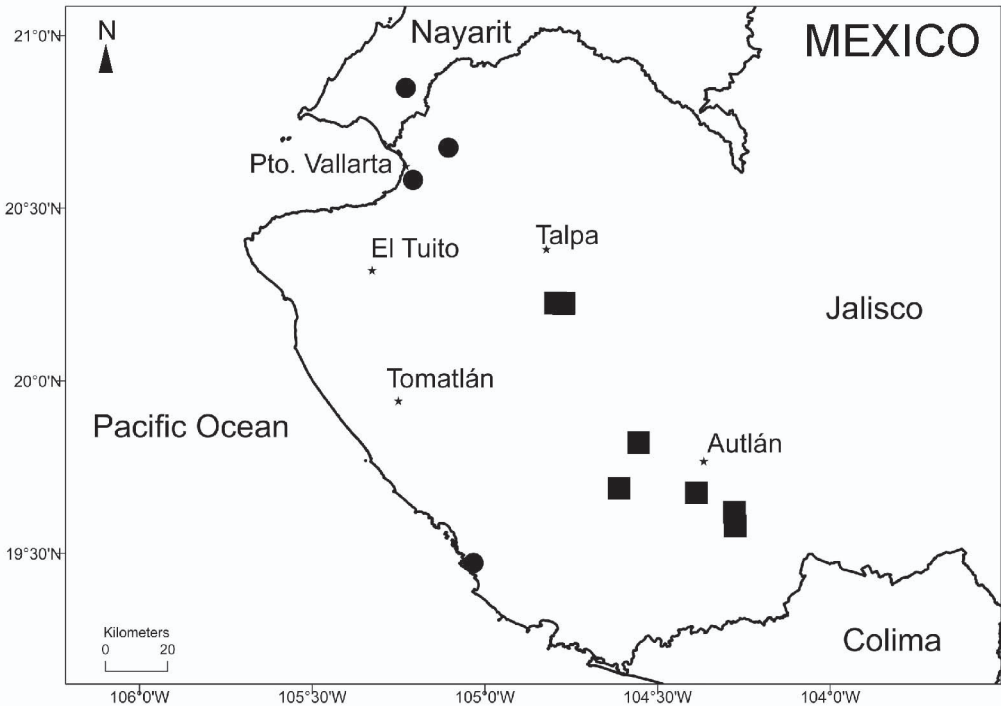 21°0'N
N
Nayarit
MEXICO
Pto. Vallarta
20°30'N
El Tuito
Talpa
Jalisco
20°0'N
Tomatlán
Pacific Ocean
Autlán
19°30'N
Kilometers
0 20
Colima
106°0'W 105°30'W 105°0'W 104°30'W 104°0'W